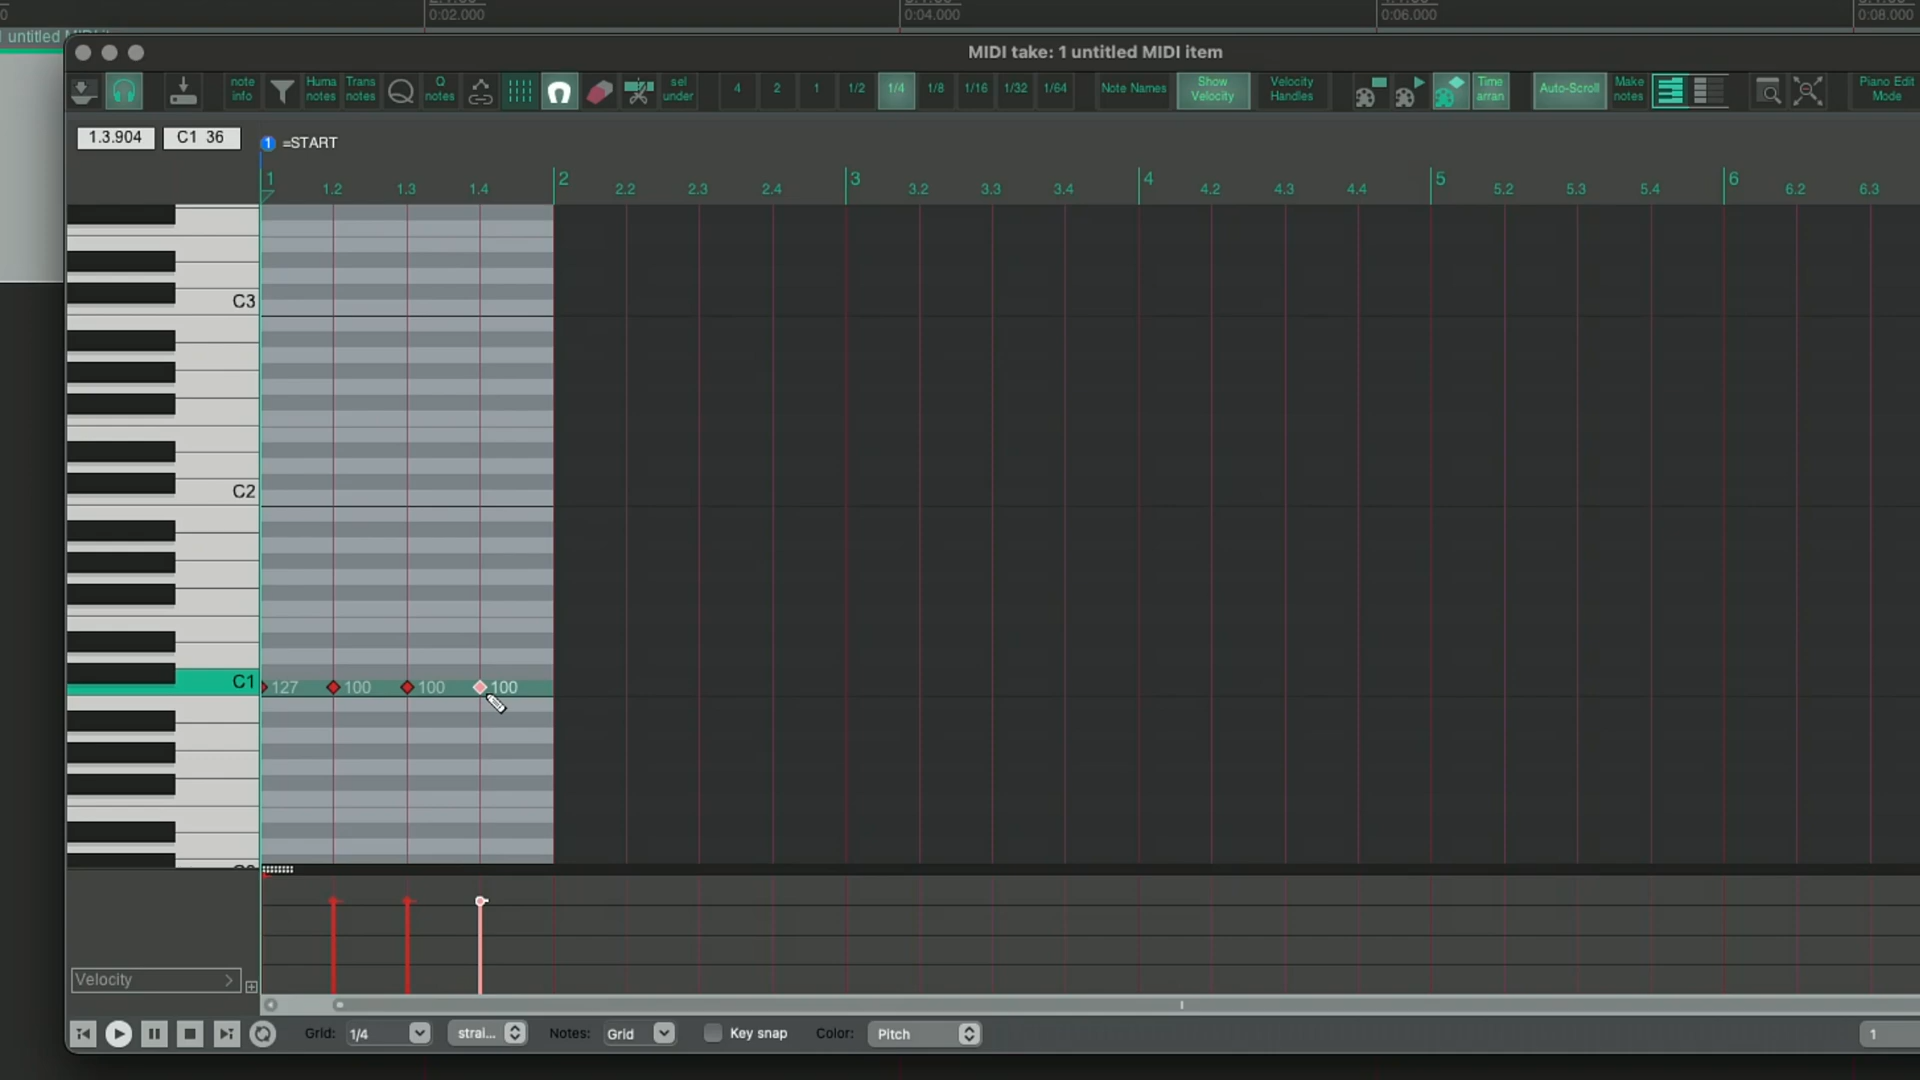 0:02.000
0:04.000
0:06.000
0:08.000
1 untitled MIDI
MIDI take: 1 untitled MIDI item
note info
Huma notes
Trans notes
Q notes
sel under
4
2
1
1/2
1/4
1/8
1/16
1/32
1/64
Note Names
Show Velocity
Velocity Handles
Time arran
Auto-Scroll
Make notes
Piano Edit Mode
1.3.904
C1 36
1 =START
1 1.2 1.3 1.4 2 2.2 2.3 2.4 3 3.2 3.3 3.4 4 4.2 4.3 4.4 5 5.2 5.3 5.4 6 6.2 6.3
C3
C2
C1
127 100 100 100
Velocity
Grid: 1/4 strai... Notes: Grid Key snap Color: Pitch 1